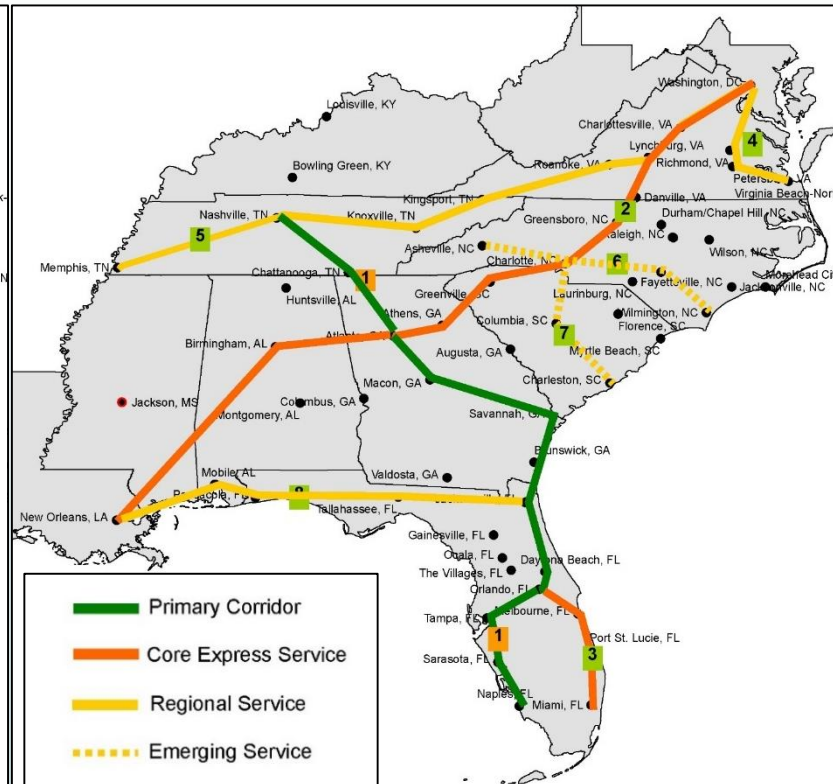 Louisville, KY
Washington, DC
Charlottesville, VA
Lynchburg, VA
4
Bowling Green, KY
Roanoke, VA
Richmond, VA
Petersburg, VA
Kingsport, TN
Danville, VA
Virginia Beach-Nor
Nashville, TN
2
Knoxville, TN
Greensboro, NC
Durham/Chapel Hill, NC
5
Raleigh, NC
Asheville, NC
Wilson, NC
Memphis, TN
Charlotte, NC
6
Chattanooga, TN
1
Morehead Cit
Huntsville, AL
Greenville, SC
Fayetteville, NC
Jacksonville, NC
Laurinburg, NC
Athens, GA
Wilmington, NC
Columbia, SC
7
Florence, SC
Atlanta, GA
Birmingham, AL
Augusta, GA
Myrtle Beach, SC
Macon, GA
Charleston, SC
Jackson, MS
Columbus, GA
Montgomery, AL
Savannah, GA
Brunswick, GA
Valdosta, GA
Mobile, AL
8
Tallahassee, FL
New Orleans, LA
Gainesville, FL
Ocala, FL
Daytona Beach, FL
The Villages, FL
Orlando, FL
Melbourne, FL
Tampa, FL
1
Port St. Lucie, FL
3
Sarasota, FL
Naples, FL
Miami, FL
Primary Corridor
Core Express Service
Regional Service
Emerging Service